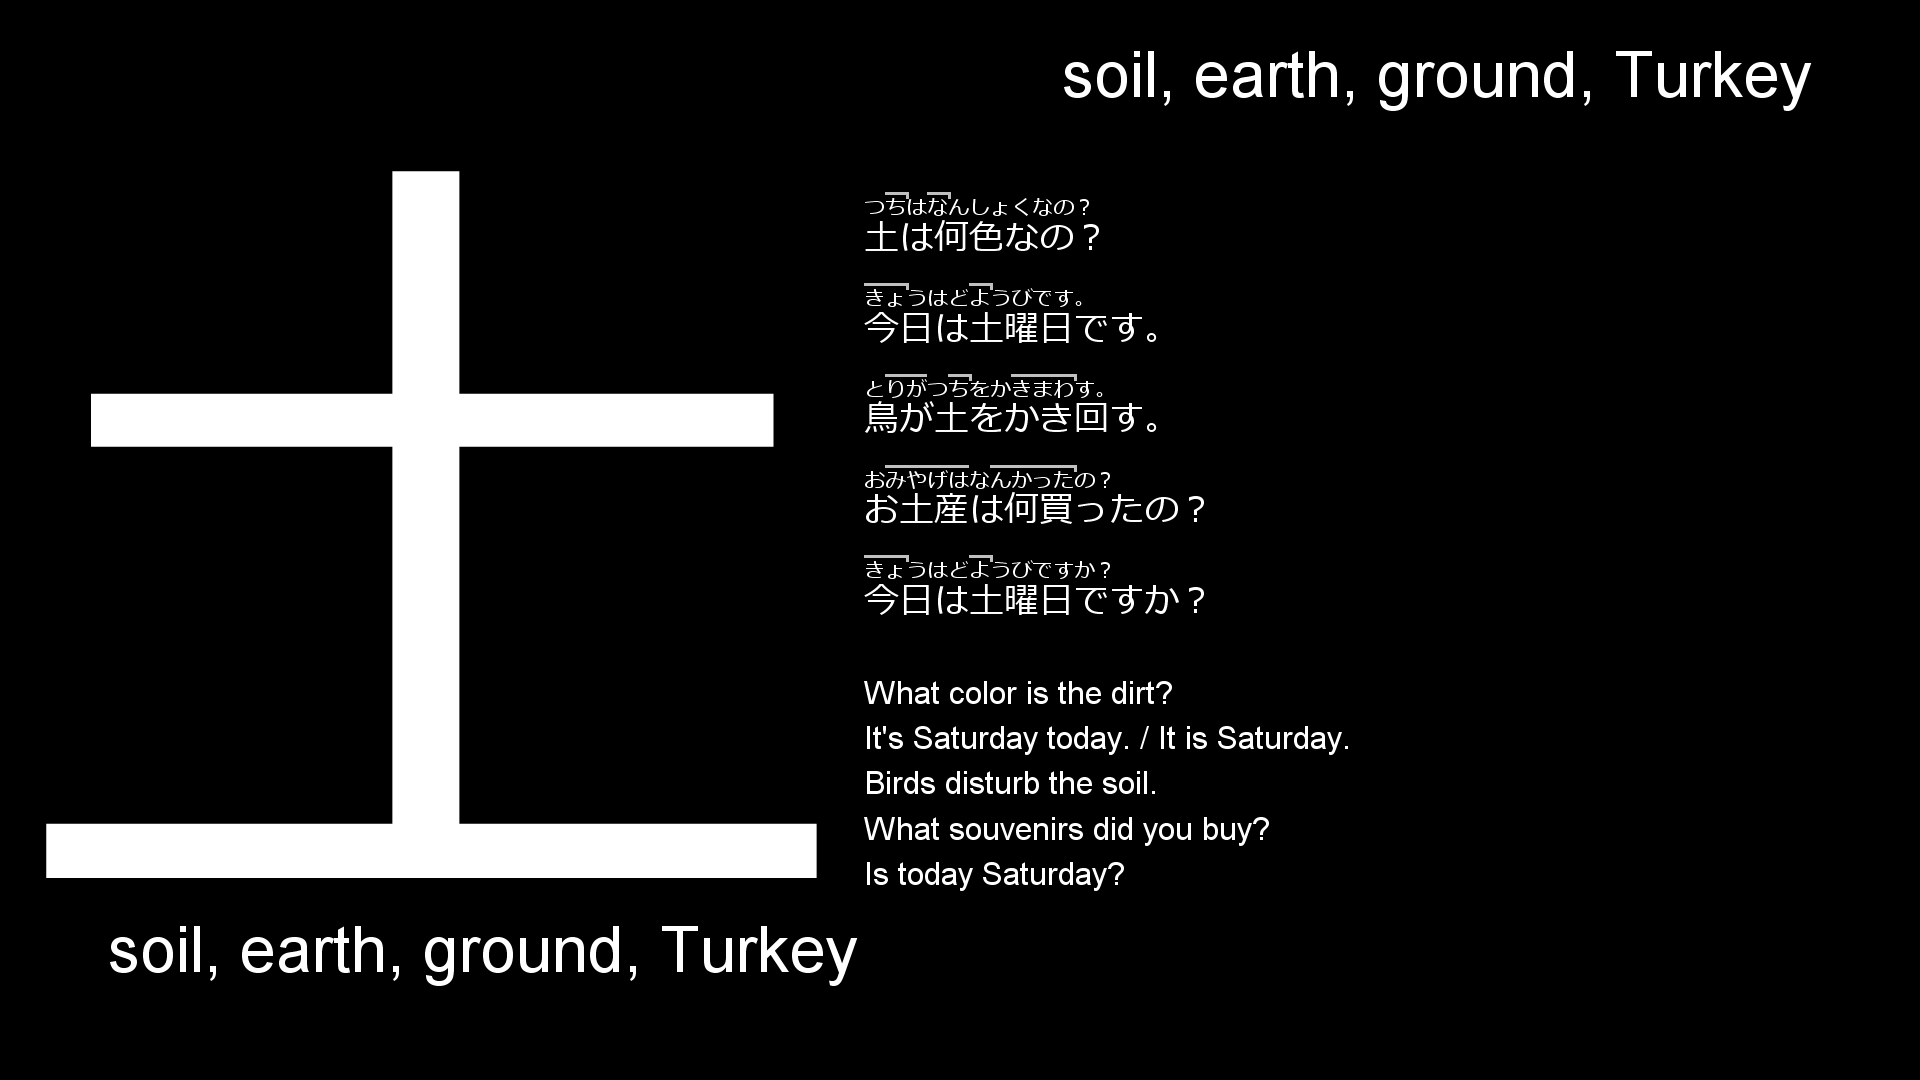 soil, earth, ground, Turkey
土
つちはなんしょくなの？
土は何色なの？
きょうはどようびです。
今日は土曜日です。
とりがつちをかきまわす。
鳥が土をかき回す。
おみやげはなんかったの？
お土産は何買ったの？
きょうはどようびですか？
今日は土曜日ですか？
What color is the dirt?
It's Saturday today. / It is Saturday.
Birds disturb the soil.
What souvenirs did you buy?
Is today Saturday?
soil, earth, ground, Turkey